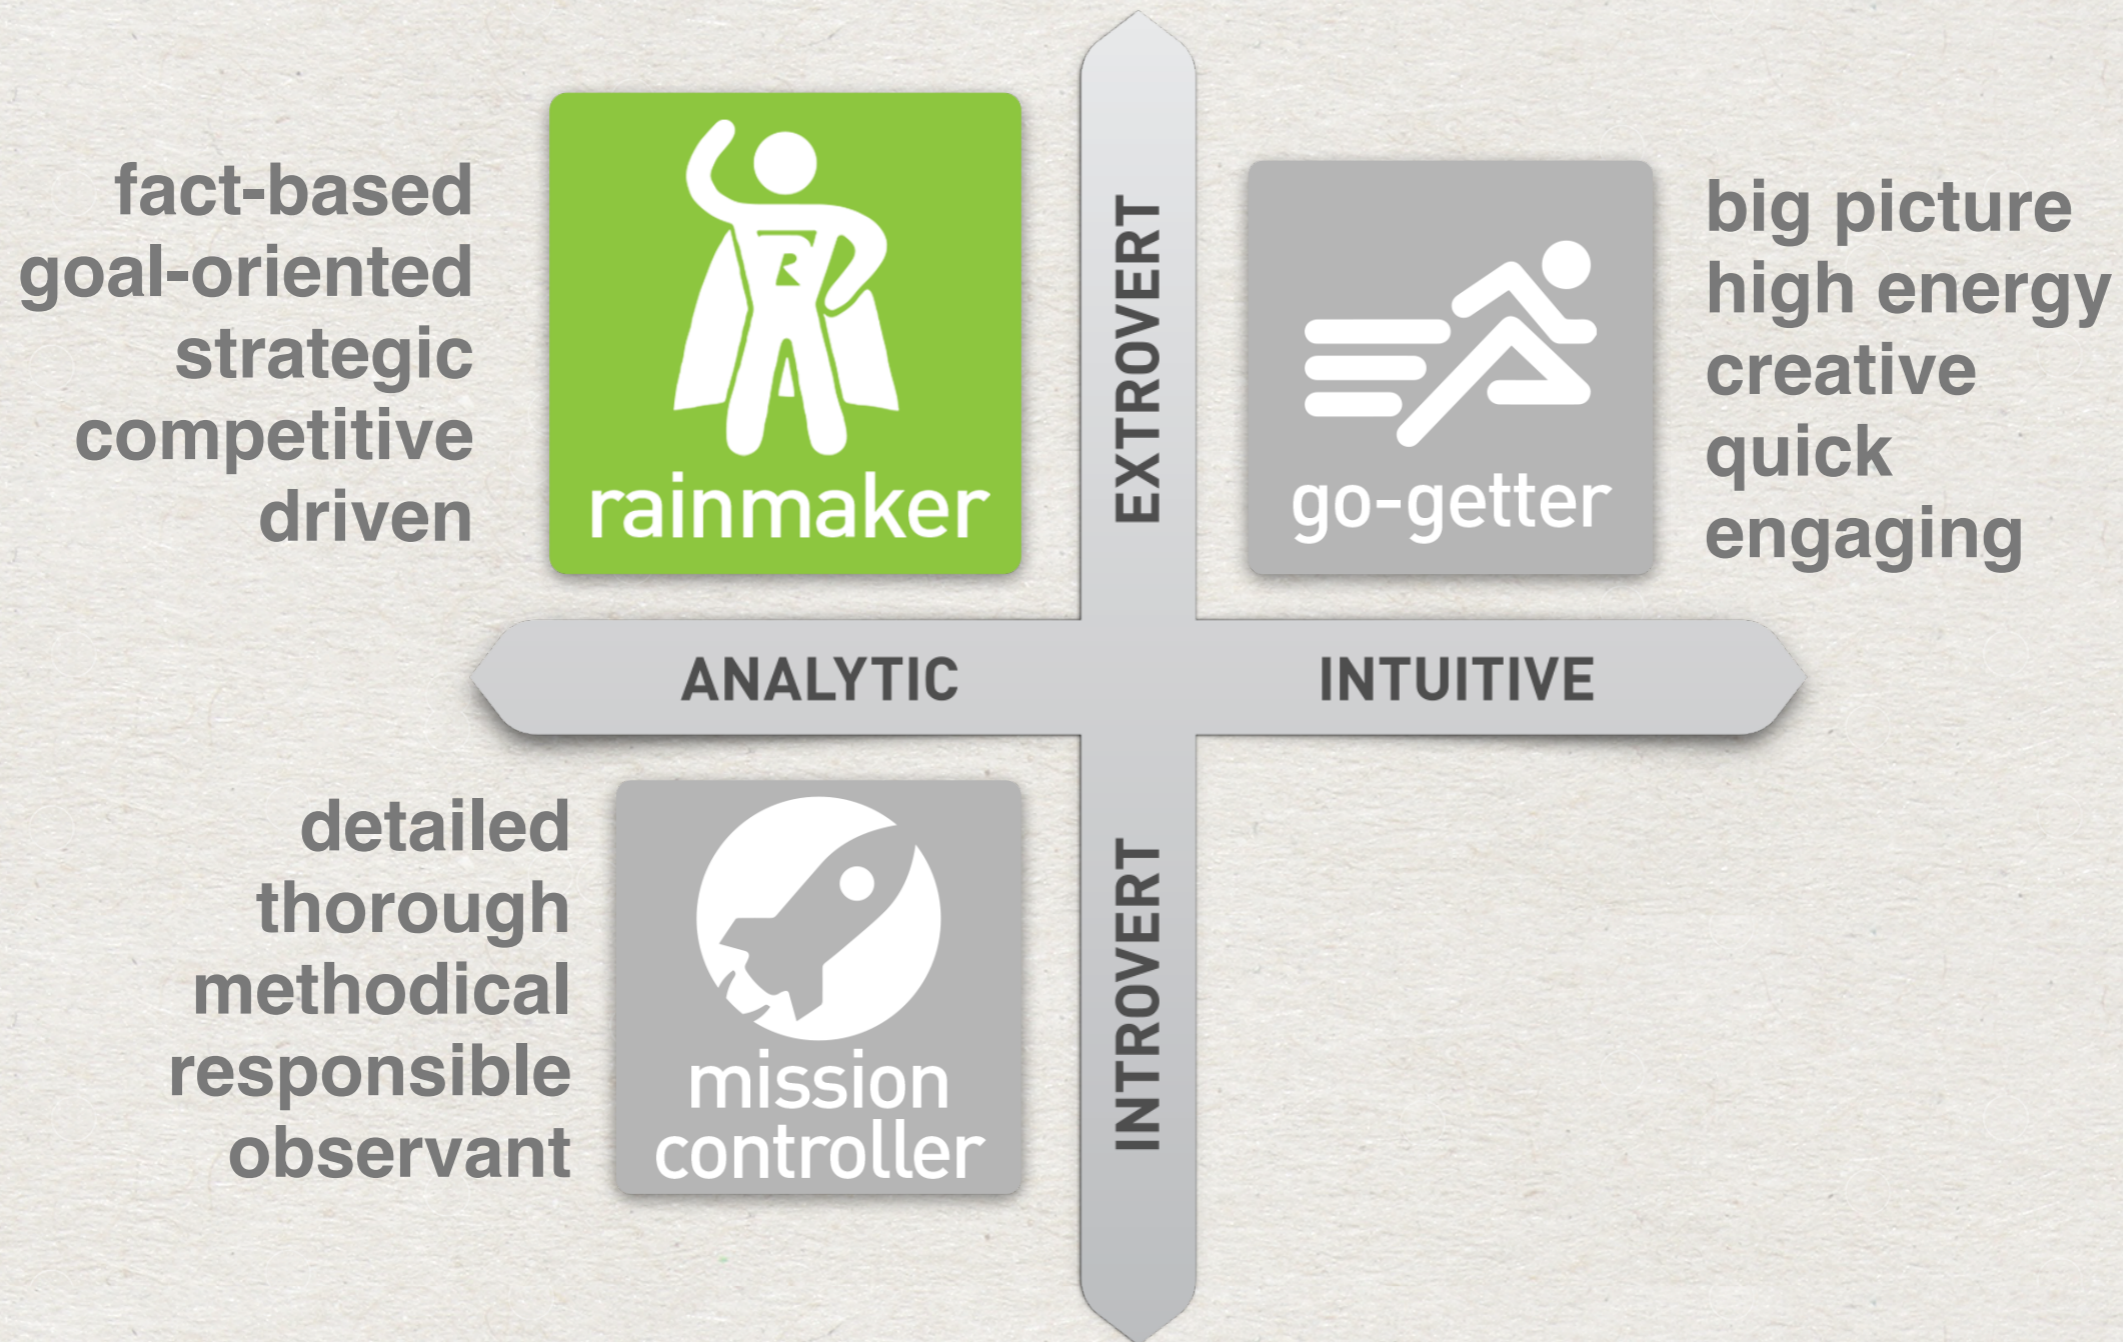 fact-based
goal-oriented
strategic
competitive
driven
R
rainmaker
EXTROVERT
go-getter
big picture
high energy
creative
quick
engaging
ANALYTIC
INTUITIVE
detailed
thorough
methodical
responsible
observant
mission
controller
INTROVERT